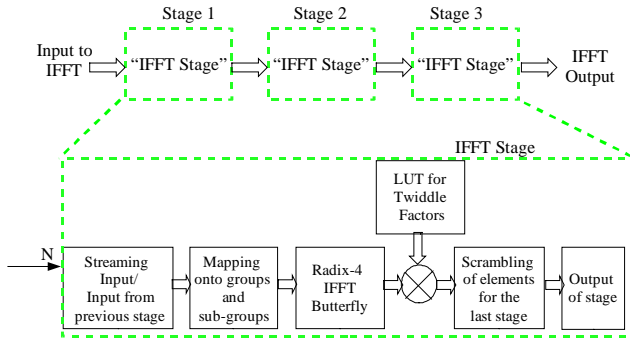 Stage 1
Stage 2
Stage 3
Input to
IFFT
“IFFT Stage”
“IFFT Stage”
“IFFT Stage”
IFFT
Output
IFFT Stage
LUT for
Twiddle
Factors
N
Streaming
Input/
Input from
previous stage
Mapping
onto groups
and
sub-groups
Radix-4
IFFT
Butterfly
Scrambling
of elements
for the
last stage
Output
of stage